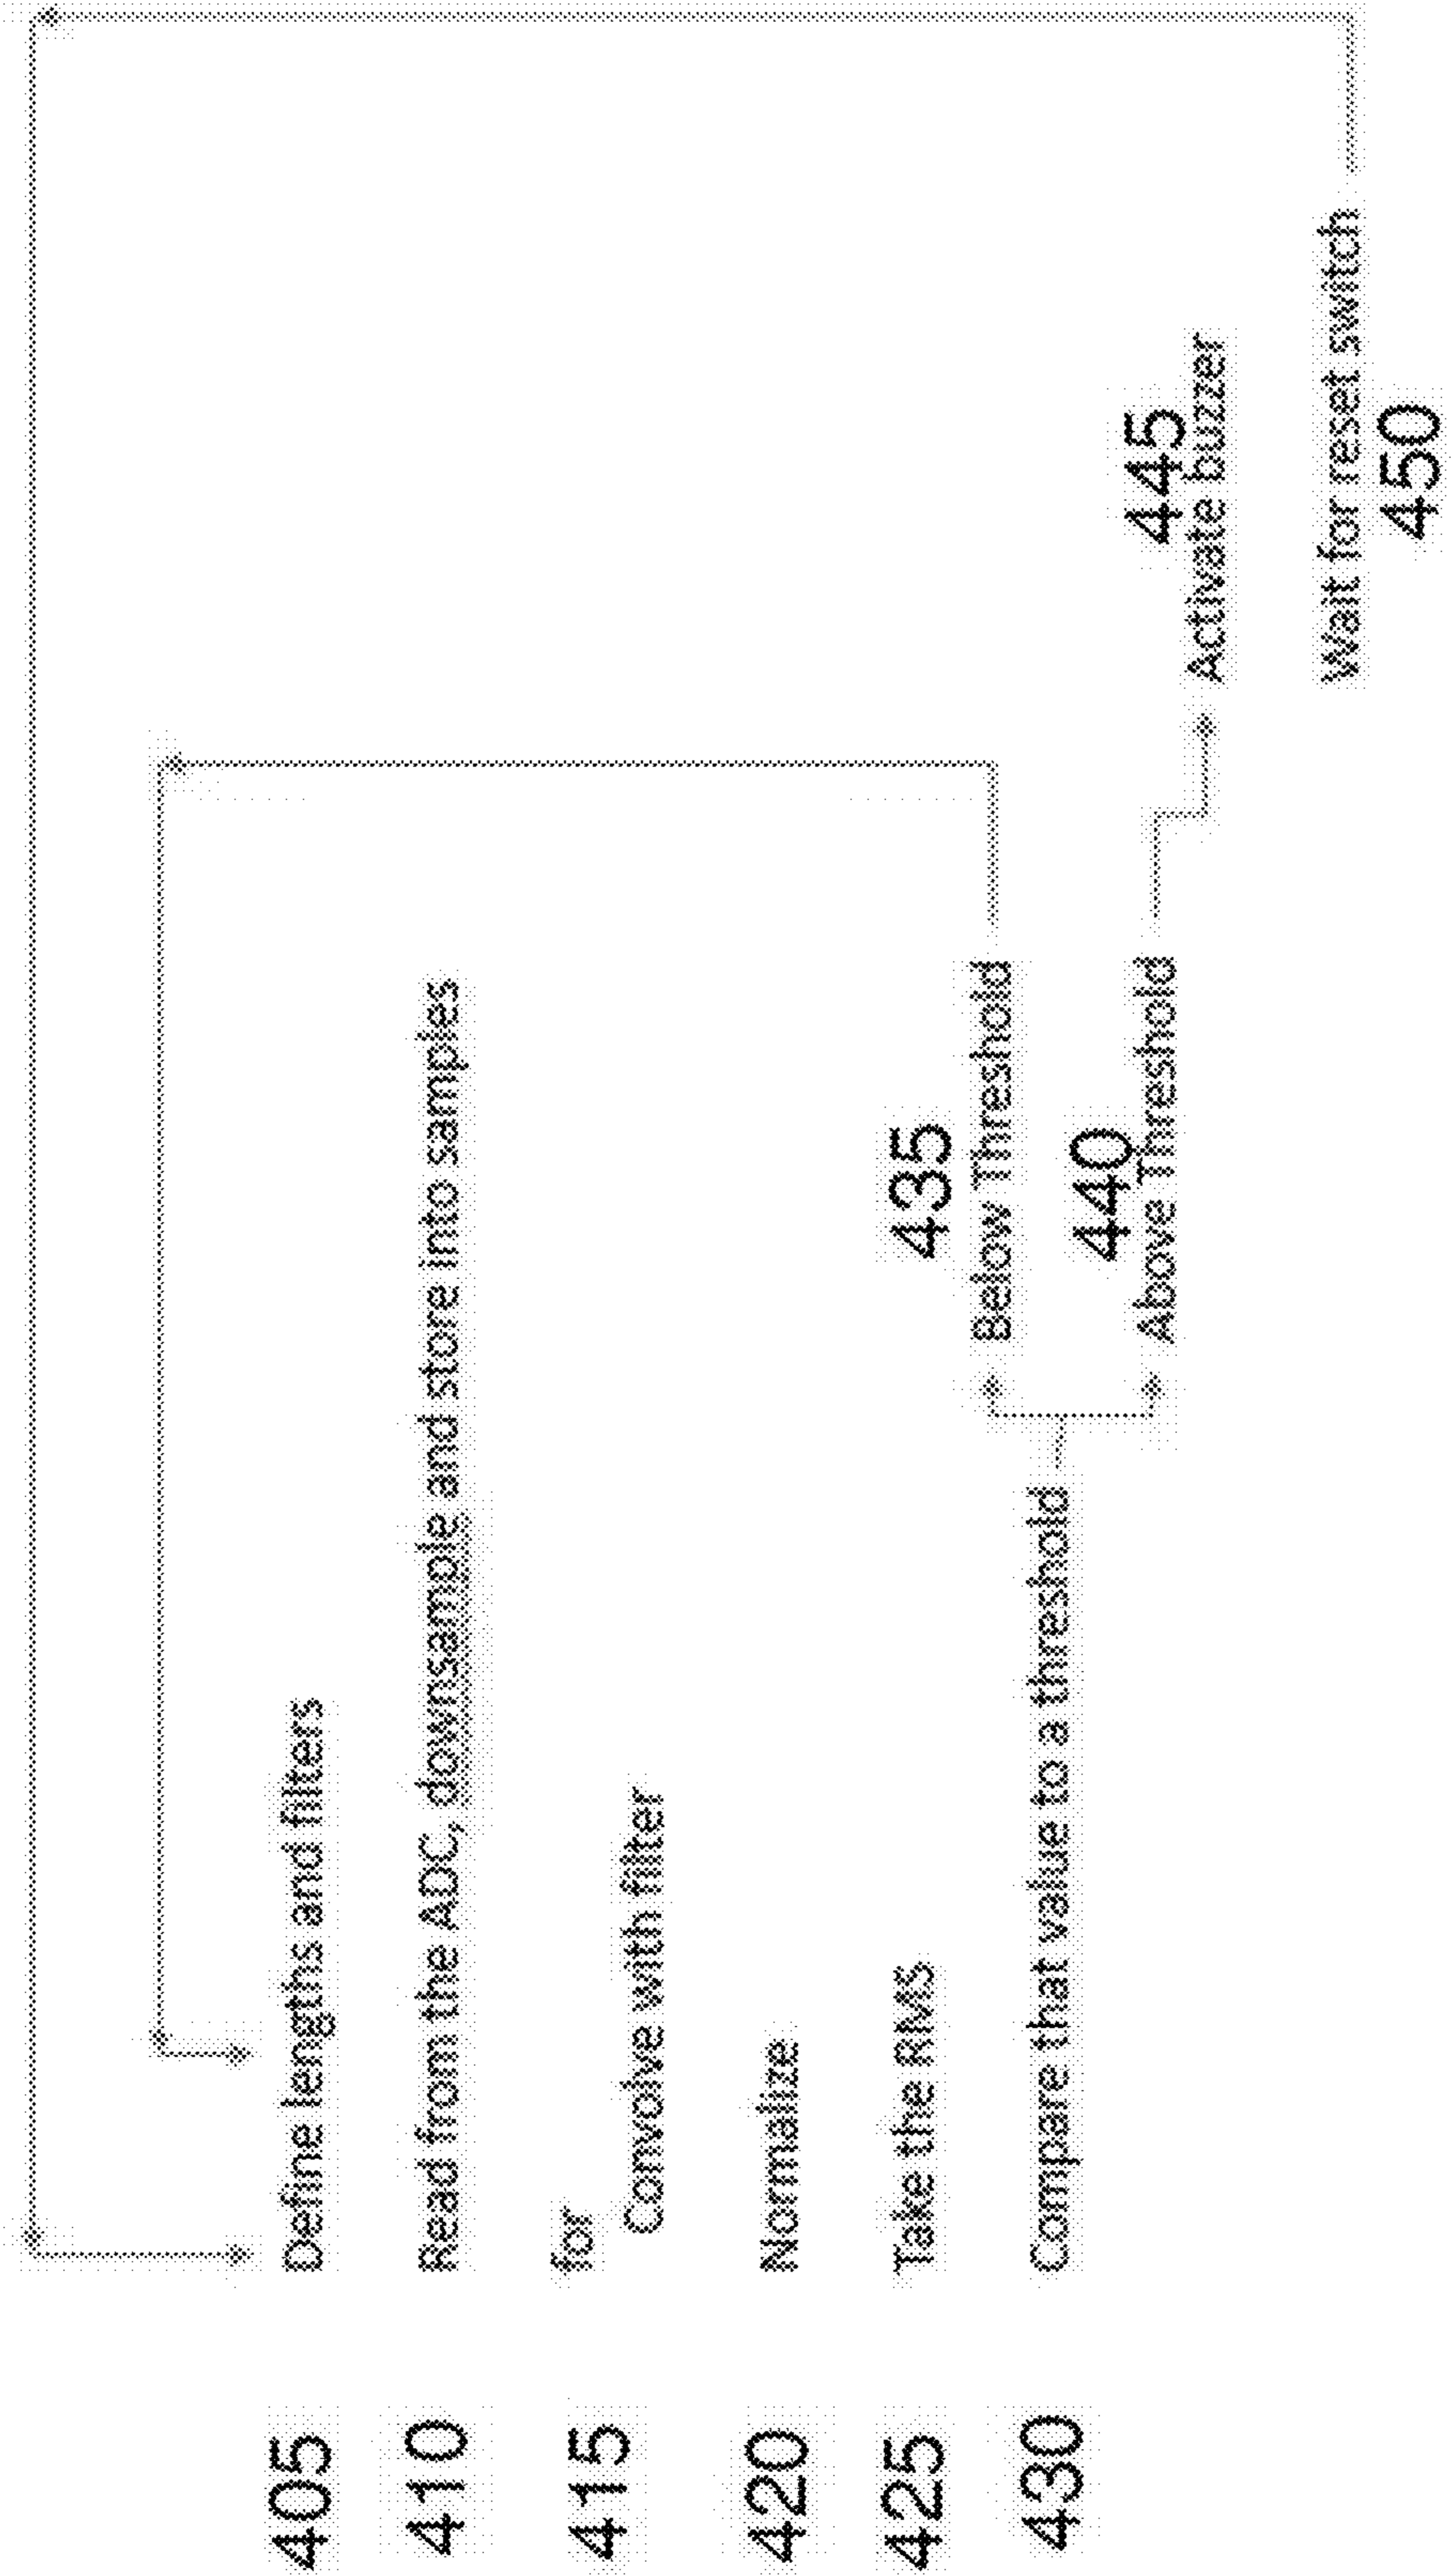 405 Define lengths and filters
410 Read from the ADC, downsample and store into samples
415 for
Convolve with filter
420 Normalize
425 Take the RMS
430 Compare that value to a threshold
435
Below Threshold
440
Above Threshold
445
Activate buzzer
Wait for reset switch
450